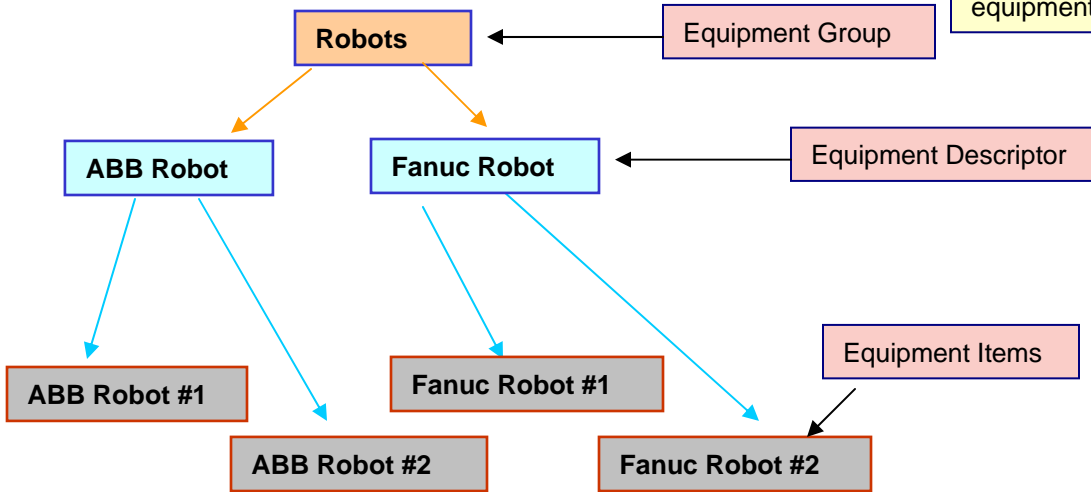 equipment
Robots
Equipment Group
ABB Robot
Fanuc Robot
Equipment Descriptor
Equipment Items
ABB Robot #1
Fanuc Robot #1
ABB Robot #2
Fanuc Robot #2